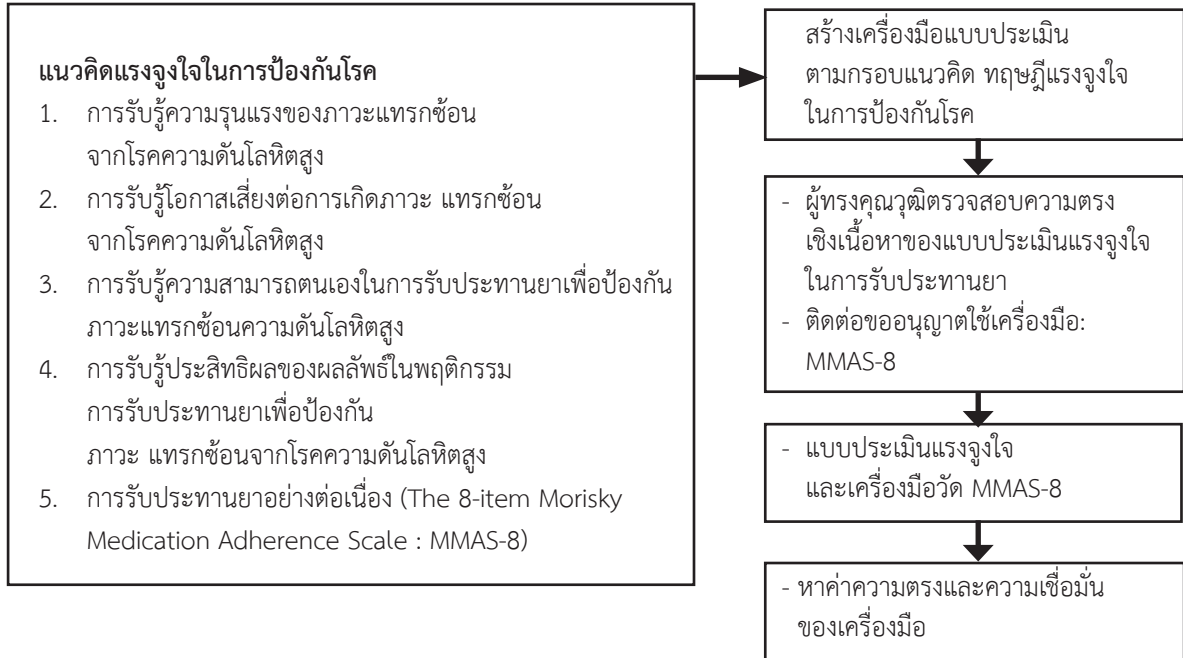 แนวคิดแรงจูงใจในการป้องกันโรค
1. การรับรู้ความรุนแรงของภาวะแทรกซ้อน
จากโรคความดันโลหิตสูง
2. การรับรู้โอกาสเสี่ยงต่อการเกิดภาวะ แทรกซ้อน
จากโรคความดันโลหิตสูง
3. การรับรู้ความสามารถตนเองในการรับประทานยาเพื่อป้องกัน
ภาวะแทรกซ้อนความดันโลหิตสูง
4. การรับรู้ประสิทธิผลของผลลัพธ์ในพฤติกรรม
การรับประทานยาเพื่อป้องกัน
ภาวะ แทรกซ้อนจากโรคความดันโลหิตสูง
5. การรับประทานยาอย่างต่อเนื่อง (The 8-item Morisky
Medication Adherence Scale : MMAS-8)
สร้างเครื่องมือแบบประเมิน
ตามกรอบแนวคิด ทฤษฎีแรงจูงใจ
ในการป้องกันโรค
- ผู้ทรงคุณวุฒิตรวจสอบความตรง
เชิงเนื้อหาของแบบประเมินแรงจูงใจ
ในการรับประทานยา
- ติดต่อขออนุญาตใช้เครื่องมือ:
MMAS-8
- แบบประเมินแรงจูงใจ
และเครื่องมือวัด MMAS-8
- หาค่าความตรงและความเชื่อมั่น
ของเครื่องมือ